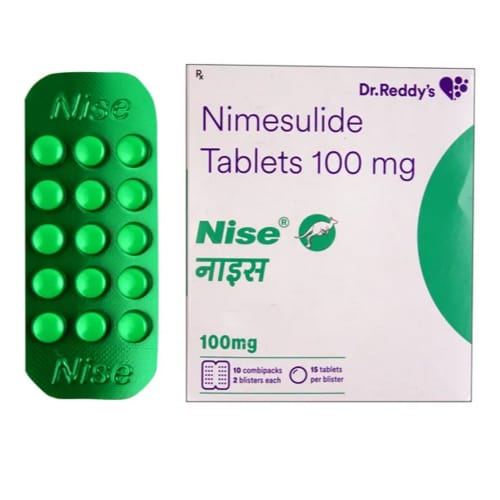 Nise
Nise
℞
Dr.Reddy's
Nimesulide
Tablets 100 mg
Nise®
नाइस
100mg
10 combipacks
2 blisters each
15 tablets
per blister